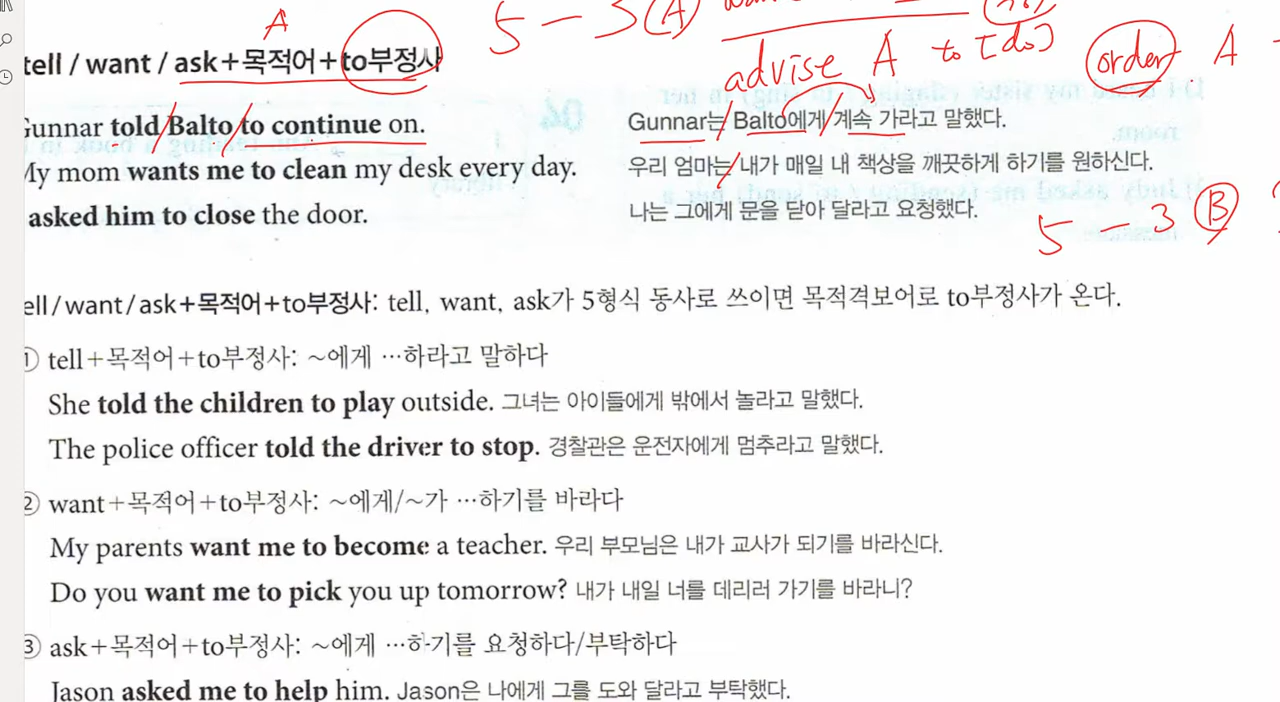 A
5 - 3(A)
advise A to [do] order A
tell / want / ask+목적어+to부정사
Gunnar told Balto to continue on.
Gunnar는 Balto에게 계속 가라고 말했다.
My mom wants me to clean my desk every day.
우리 엄마는 내가 매일 내 책상을 깨끗하게 하기를 원하신다.
asked him to close the door.
나는 그에게 문을 닫아 달라고 요청했다.
5 - 3 B
ell / want / ask+목적어+to부정사: tell, want, ask가 5형식 동사로 쓰이면 목적격보어로 to부정사가 온다.
① tell+목적어+to부정사: ~에게 …하라고 말하다
She told the children to play outside. 그녀는 아이들에게 밖에서 놀라고 말했다.
The police officer told the driver to stop. 경찰관은 운전자에게 멈추라고 말했다.
② want+목적어+to부정사: ~에게/~가 …하기를 바라다
My parents want me to become a teacher. 우리 부모님은 내가 교사가 되기를 바라신다.
Do you want me to pick you up tomorrow? 내가 내일 너를 데리러 가기를 바라니?
③ ask+목적어+to부정사: ~에게 …하기를 요청하다/부탁하다
Jason asked me to help him. Jason은 나에게 그를 도와 달라고 부탁했다.